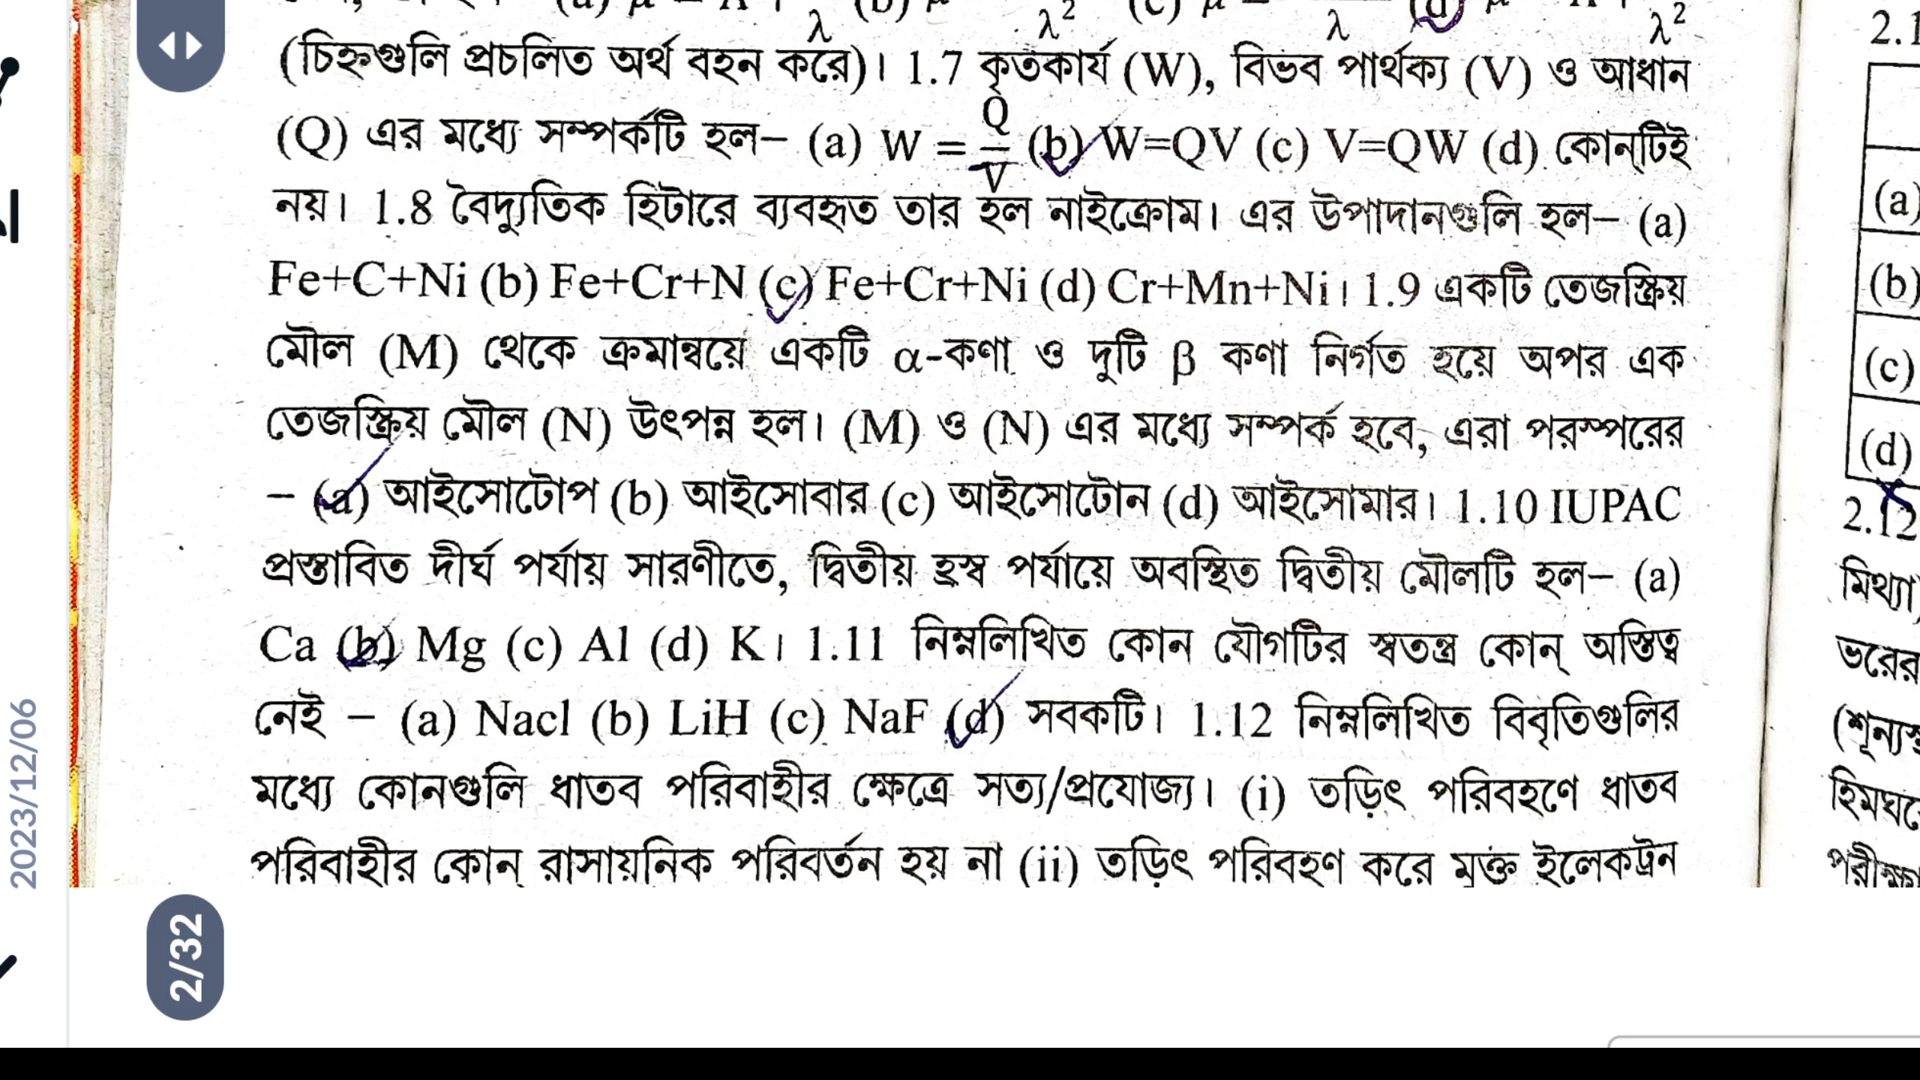 (চিহ্নগুলি প্রচলিত অর্থ বহন করে)। 1.7 কৃতকার্য (W), বিভব পার্থক্য (V) ও আধান
(Q) এর মধ্যে সম্পর্কটি হল– (a) W = Q/V (b) W=QV (c) V=QW (d) কোন্‌টিই
নয়। 1.8 বৈদ্যুতিক হিটারে ব্যবহৃত তার হল নাইক্রোম। এর উপাদানগুলি হল– (a)
Fe+C+Ni (b) Fe+Cr+N (c) Fe+Cr+Ni (d) Cr+Mn+Ni। 1.9 একটি তেজস্ক্রিয়
মৌল (M) থেকে ক্রমান্বয়ে একটি α-কণা ও দুটি β কণা নির্গত হয়ে অপর এক
তেজস্ক্রিয় মৌল (N) উৎপন্ন হল। (M) ও (N) এর মধ্যে সম্পর্ক হবে, এরা পরস্পরের
– (a) আইসোটোপ (b) আইসোবার (c) আইসোটোন (d) আইসোমার। 1.10 IUPAC
প্রস্তাবিত দীর্ঘ পর্যায় সারণীতে, দ্বিতীয় হ্রস্ব পর্যায়ে অবস্থিত দ্বিতীয় মৌলটি হল– (a)
Ca (b) Mg (c) Al (d) K। 1.11 নিম্নলিখিত কোন যৌগটির স্বতন্ত্র কোন্ অস্তিত্ব
নেই – (a) Nacl (b) LiH (c) NaF (d) সবকটি। 1.12 নিম্নলিখিত বিবৃতিগুলির
মধ্যে কোনগুলি ধাতব পরিবাহীর ক্ষেত্রে সত্য/প্রযোজ্য। (i) তড়িৎ পরিবহণে ধাতব
পরিবাহীর কোন্ রাসায়নিক পরিবর্তন হয় না (ii) তড়িৎ পরিবহণ করে মুক্ত ইলেকট্রন
2.1
(a)
(b)
(c)
(d)
2.12
মিথ্যা
ভরের
2023/12/06
2/32